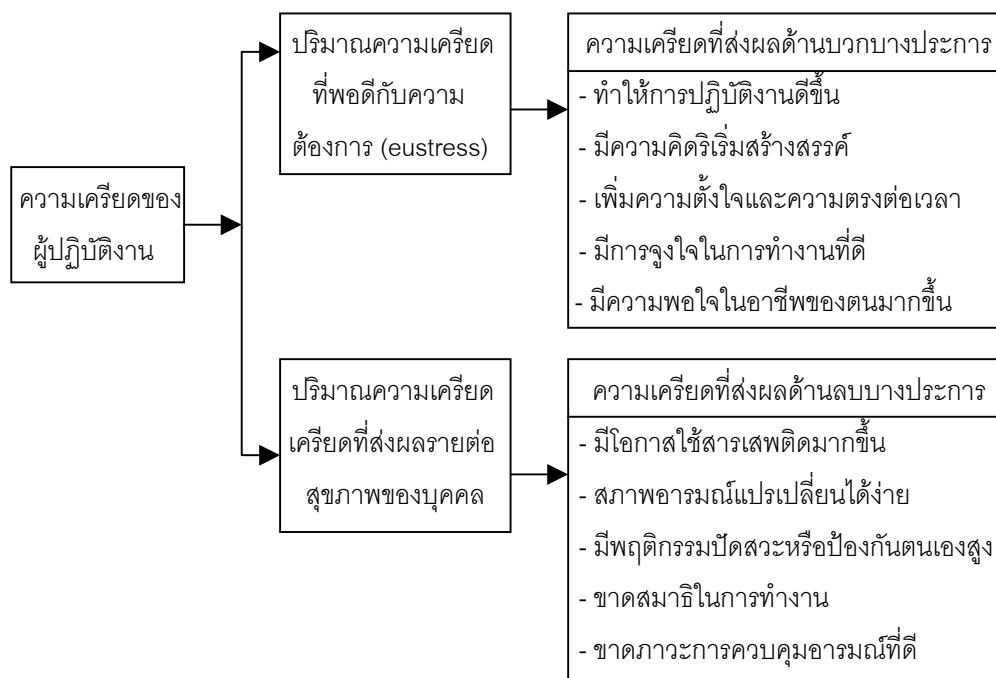 ความเครียดของ
ผู้ปฏิบัติงาน
ปริมาณความเครียด
ที่พอดีกับความ
ต้องการ (eustress)
ความเครียดที่ส่งผลด้านบวกบางประการ
- ทำให้การปฏิบัติงานดีขึ้น
- มีความคิดริเริ่มสร้างสรรค์
- เพิ่มความตั้งใจและความตรงต่อเวลา
- มีการจูงใจในการทำงานที่ดี
- มีความพอใจในอาชีพของตนมากขึ้น
ปริมาณความเครียด
เครียดที่ส่งผลรายต่อ
สุขภาพของบุคคล
ความเครียดที่ส่งผลด้านลบบางประการ
- มีโอกาสใช้สารเสพติดมากขึ้น
- สภาพอารมณ์แปรเปลี่ยนได้ง่าย
- มีพฤติกรรมปัดสวะหรือป้องกันตนเองสูง
- ขาดสมาธิในการทำงาน
- ขาดภาวะการควบคุมอารมณ์ที่ดี